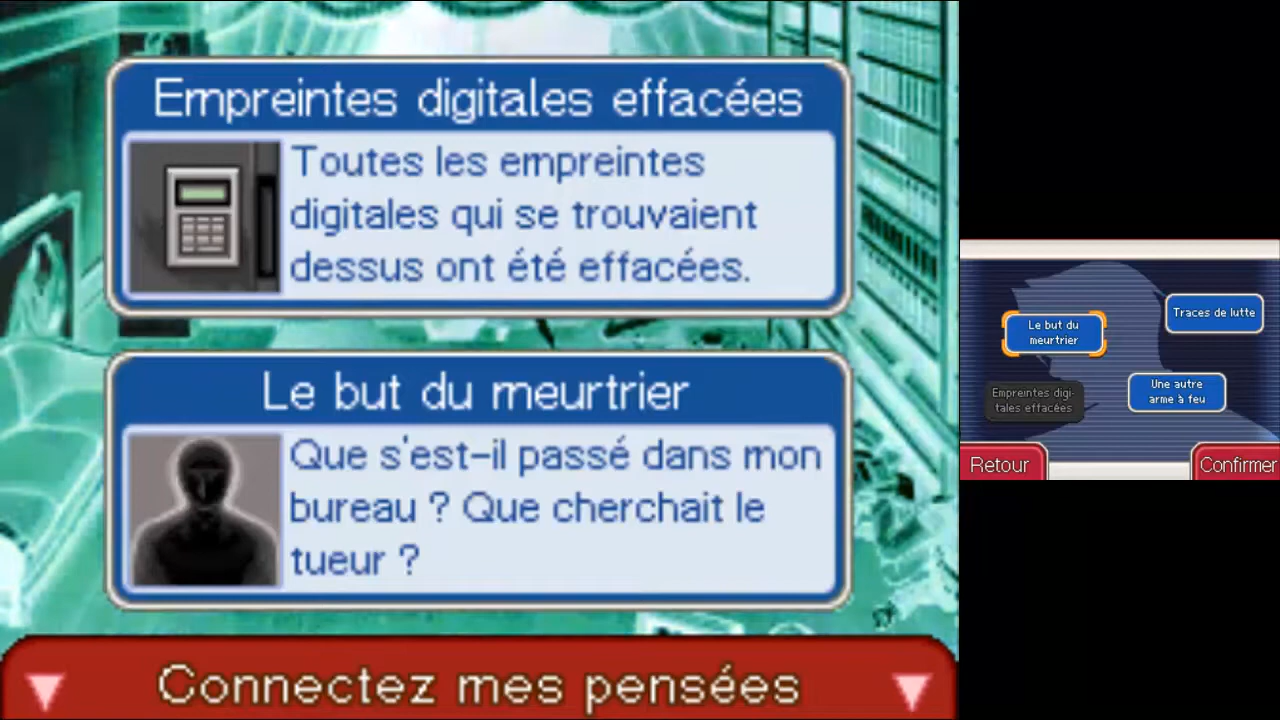 Empreintes digitales effacées
Toutes les empreintes
digitales qui se trouvaient
dessus ont été effacées.
Le but du meurtrier
Que s'est-il passé dans mon
bureau ? Que cherchait le
tueur ?
Connectez mes pensées
Traces de lutte
Le but du
meurtrier
Une autre
arme à feu
Empreintes digi-
tales effacées
Retour
Confirmer